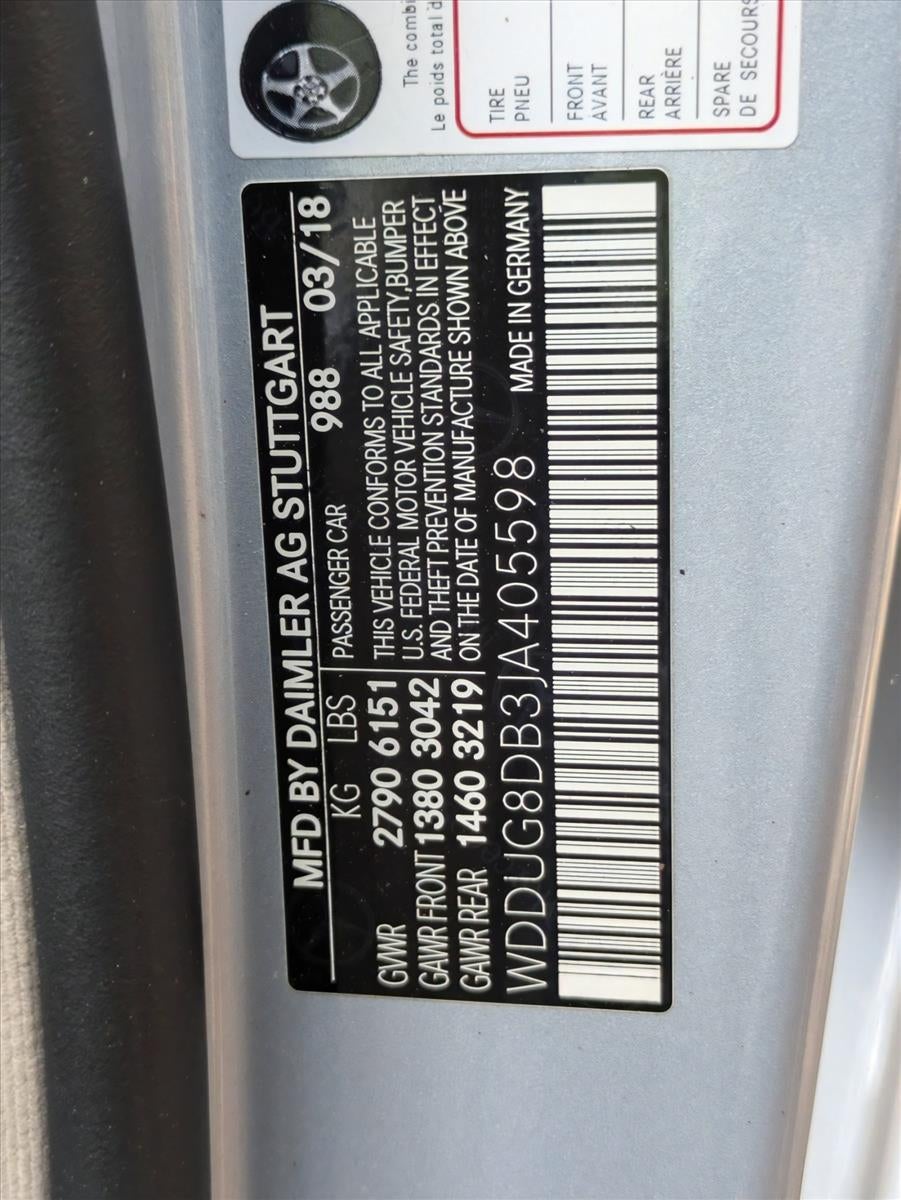 MFD BY DAIMLER AG STUTTGART
988 03/18
KG LBS PASSENGER CAR
GVWR 2790 6151
GAWR FRONT 1380 3042
GAWR REAR 1460 3219
THIS VEHICLE CONFORMS TO ALL APPLICABLE
U.S. FEDERAL MOTOR VEHICLE SAFETY,BUMPER
AND THEFT PREVENTION STANDARDS IN EFFECT
ON THE DATE OF MANUFACTURE SHOWN ABOVE
WDDUG8DB3JA405598 MADE IN GERMANY
The combi
Le poids total d
TIRE
PNEU
FRONT
AVANT
REAR
ARRIÈRE
SPARE
DE SECOURS